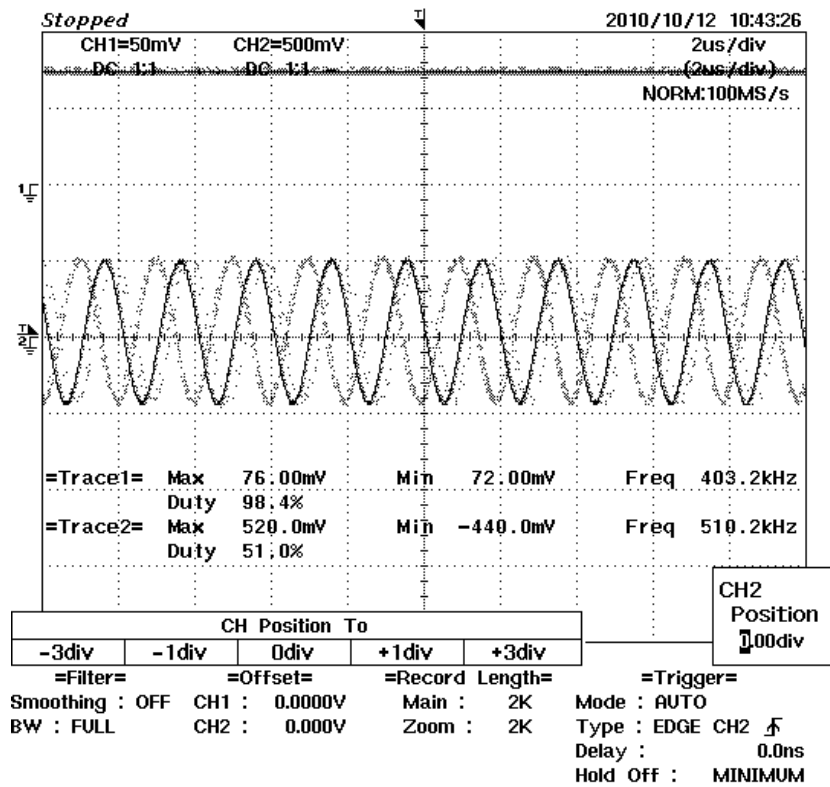 Stopped 2010/10/12 10:43:26
CH1=50mV CH2=500mV 2us/div
DC 1:1 DC 1:1 (2us/div)
NORM:100MS/s
=Trace1= Max 76.00mV Min 72.00mV Freq 403.2kHz
Duty 98.4%
=Trace2= Max 520.0mV Min -440.0mV Freq 510.2kHz
Duty 51.0%
CH2
Position
0.00div
CH Position To
-3div -1div 0div +1div +3div
=Filter= =Offset= =Record Length= =Trigger=
Smoothing : OFF CH1 : 0.0000V Main : 2K Mode : AUTO
BW : FULL CH2 : 0.000V Zoom : 2K Type : EDGE CH2
Delay : 0.0ns
Hold Off : MINIMUM
T
1
T
2